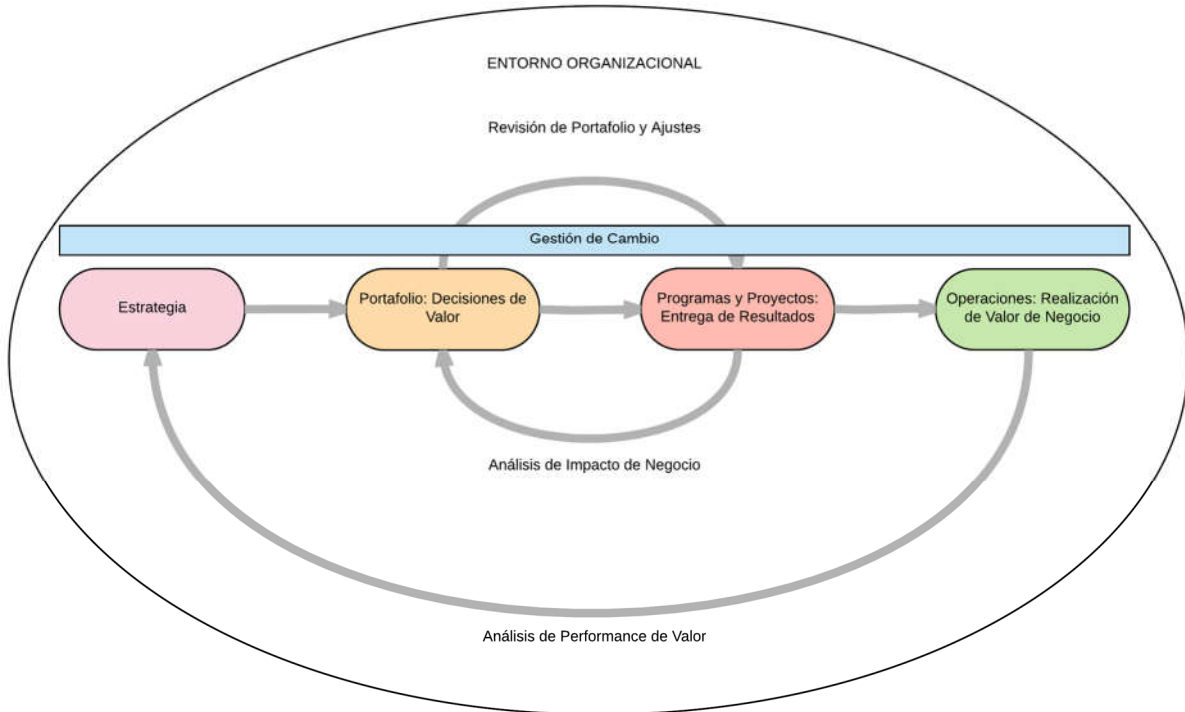 ENTORNO ORGANIZACIONAL
Revisión de Portafolio y Ajustes
Gestión de Cambio
Estrategia
Portafolio: Decisiones de
Valor
Programas y Proyectos:
Entrega de Resultados
Operaciones: Realización
de Valor de Negocio
Análisis de Impacto de Negocio
Análisis de Performance de Valor